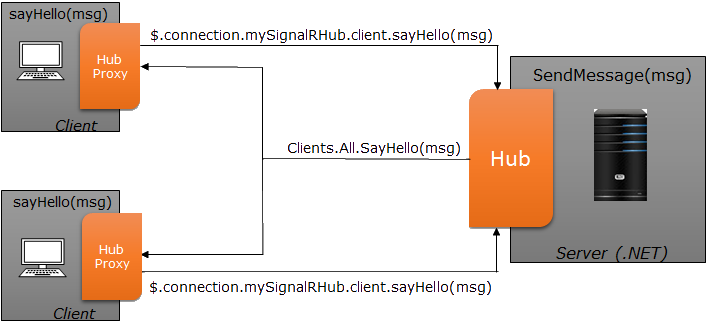 sayHello(msg)
Hub
Proxy
Client
$.connection.mySignalRHub.client.sayHello(msg)
SendMessage(msg)
Clients.All.SayHello(msg)
Hub
Server (.NET)
sayHello(msg)
Hub
Proxy
Client
$.connection.mySignalRHub.client.sayHello(msg)